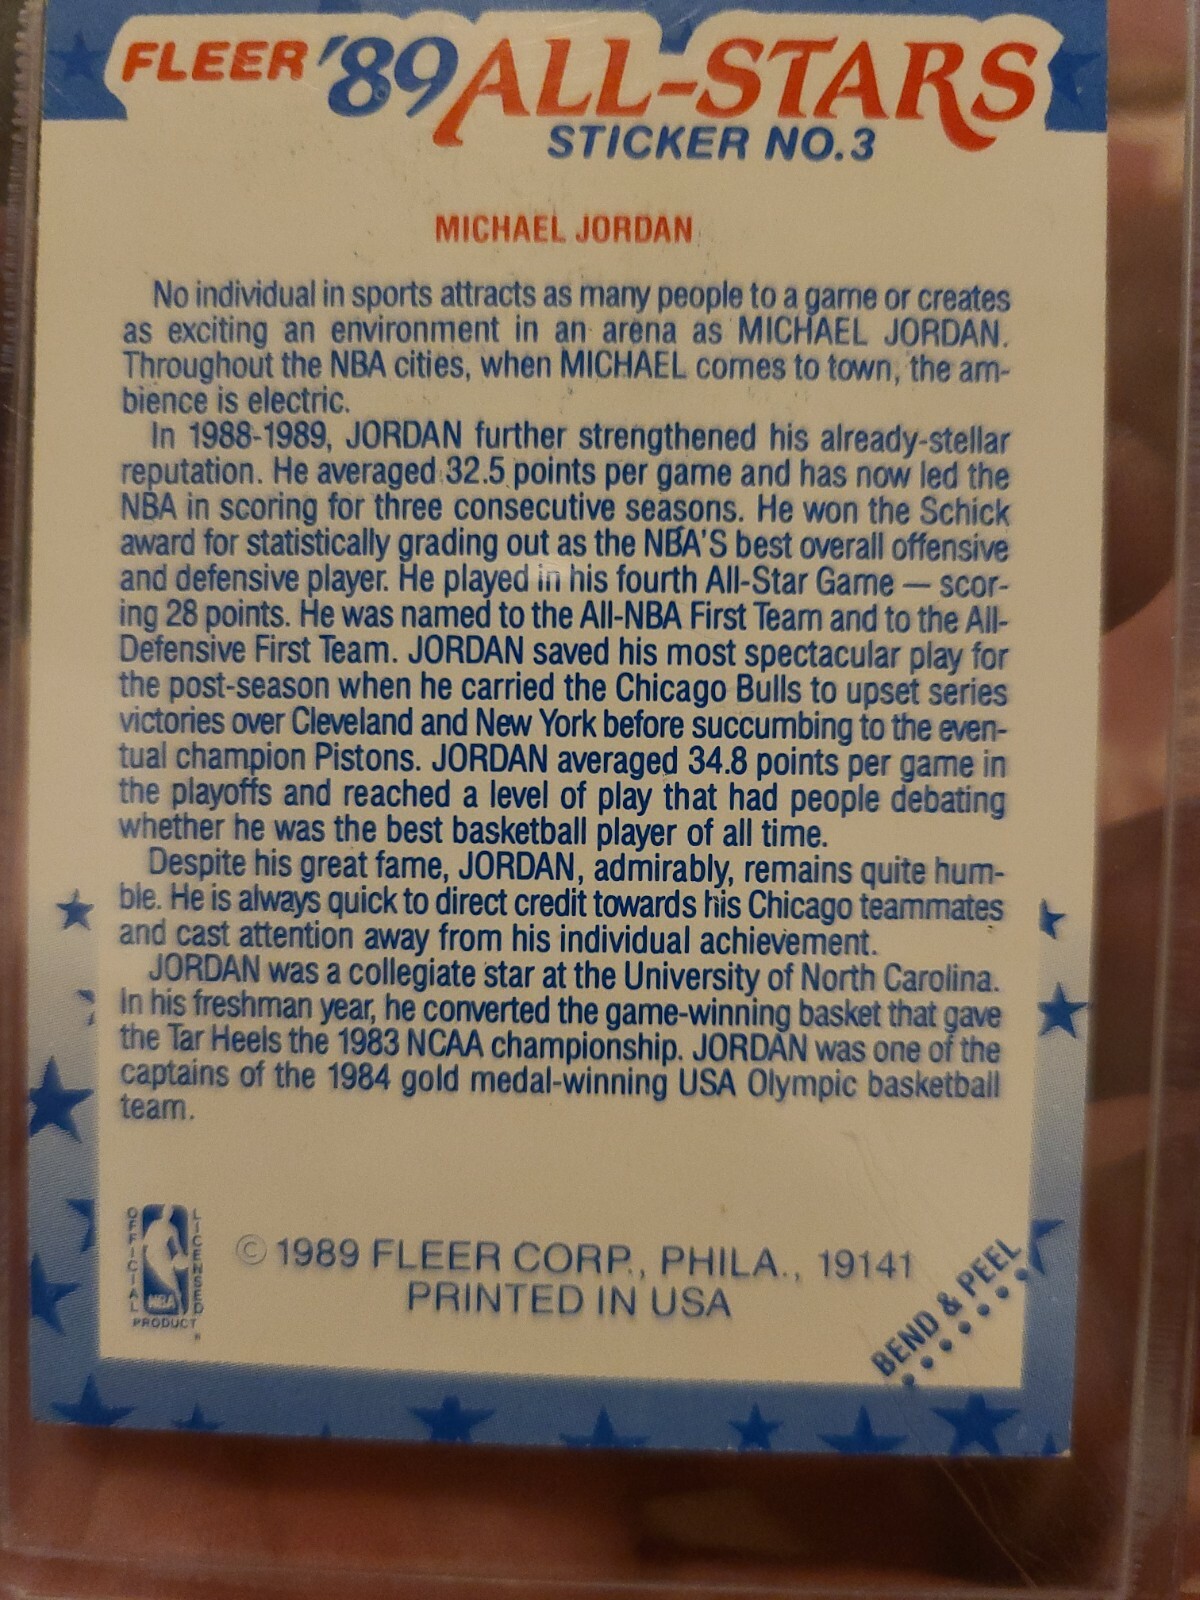 FLEER '89 ALL-STARS
STICKER NO.3
MICHAEL JORDAN
No individual in sports attracts as many people to a game or creates
as exciting an environment in an arena as MICHAEL JORDAN.
Throughout the NBA cities, when MICHAEL comes to town, the am-
bience is electric.
In 1988-1989, JORDAN further strengthened his already-stellar
reputation. He averaged 32.5 points per game and has now led the
NBA in scoring for three consecutive seasons. He won the Schick
award for statistically grading out as the NBA'S best overall offensive
and defensive player. He played in his fourth All-Star Game — scor-
ing 28 points. He was named to the All-NBA First Team and to the All-
Defensive First Team. JORDAN saved his most spectacular play for
the post-season when he carried the Chicago Bulls to upset series
victories over Cleveland and New York before succumbing to the even-
tual champion Pistons. JORDAN averaged 34.8 points per game in
the playoffs and reached a level of play that had people debating
whether he was the best basketball player of all time.
Despite his great fame, JORDAN, admirably, remains quite hum-
ble. He is always quick to direct credit towards his Chicago teammates
and cast attention away from his individual achievement.
JORDAN was a collegiate star at the University of North Carolina.
In his freshman year, he converted the game-winning basket that gave
the Tar Heels the 1983 NCAA championship. JORDAN was one of the
captains of the 1984 gold medal-winning USA Olympic basketball
team.
OFFICIAL
NBA
LICENSED
PRODUCT
© 1989 FLEER CORP., PHILA., 19141
PRINTED IN USA
BEND & PEEL